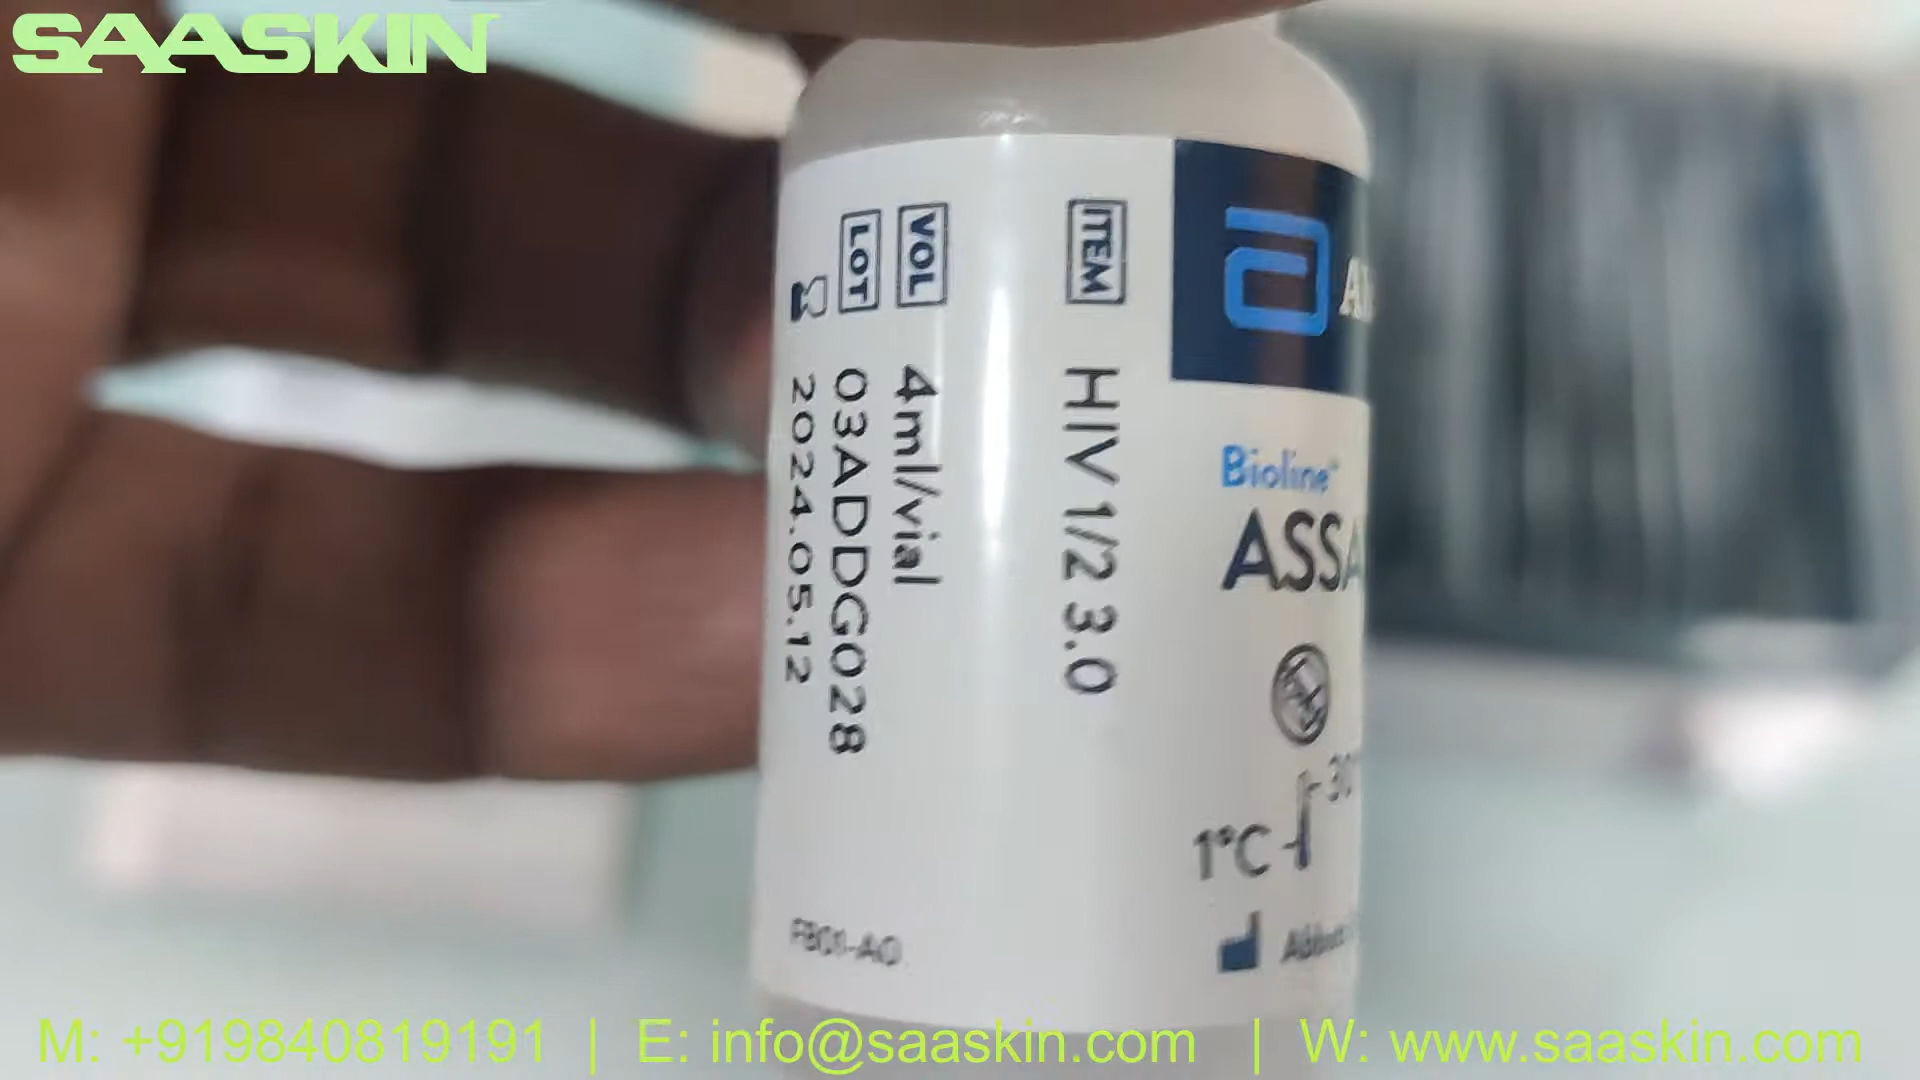 SAASKIN
ITEM HIV 1/2 3.0
VOL 4ml/vial
LOT 03ADDG028
2024.05.12
Bioline
1°C
FB01-A0
M: +919840819191 | E: info@saaskin.com | W: www.saaskin.com